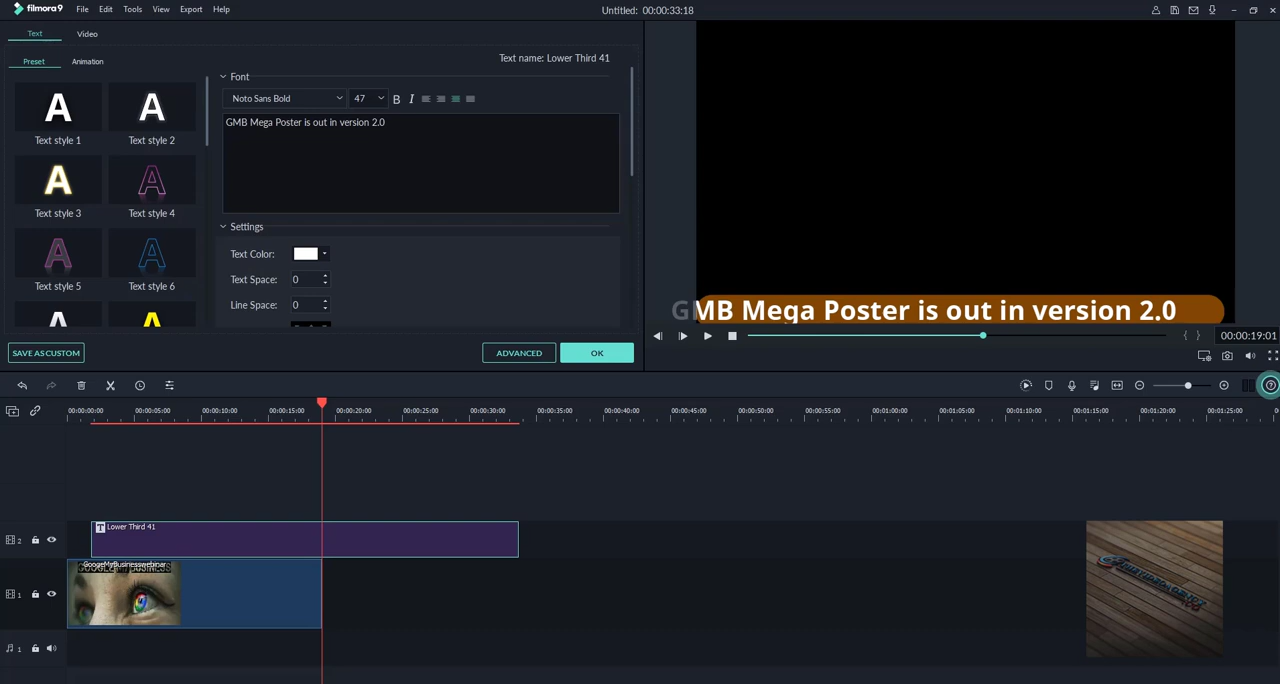 filmora9 File Edit Tools View Export Help Untitled: 00:00:33:18
Text Video
Preset Animation Text name: Lower Third 41
Font
Noto Sans Bold 47 B I
GMB Mega Poster is out in version 2.0
A A
Text style 1 Text style 2
A A
Text style 3 Text style 4
A A
Text style 5 Text style 6
Settings
Text Color:
Text Space: 0
Line Space: 0
SAVE AS CUSTOM ADVANCED OK
GMB Mega Poster is out in version 2.0
00:00:19:01
00:00:00:00 00:00:05:00 00:00:10:00 00:00:15:00 00:00:20:00 00:00:25:00 00:00:30:00 00:00:35:00 00:00:40:00 00:00:45:00 00:00:50:00 00:00:55:00 00:01:00:00 00:01:05:00 00:01:10:00 00:01:15:00 00:01:20:00 00:01:25:00
2 T Lower Third 41
1 GoogeMyBusinesswebinar
GOOGLE MY BUSINESS
1